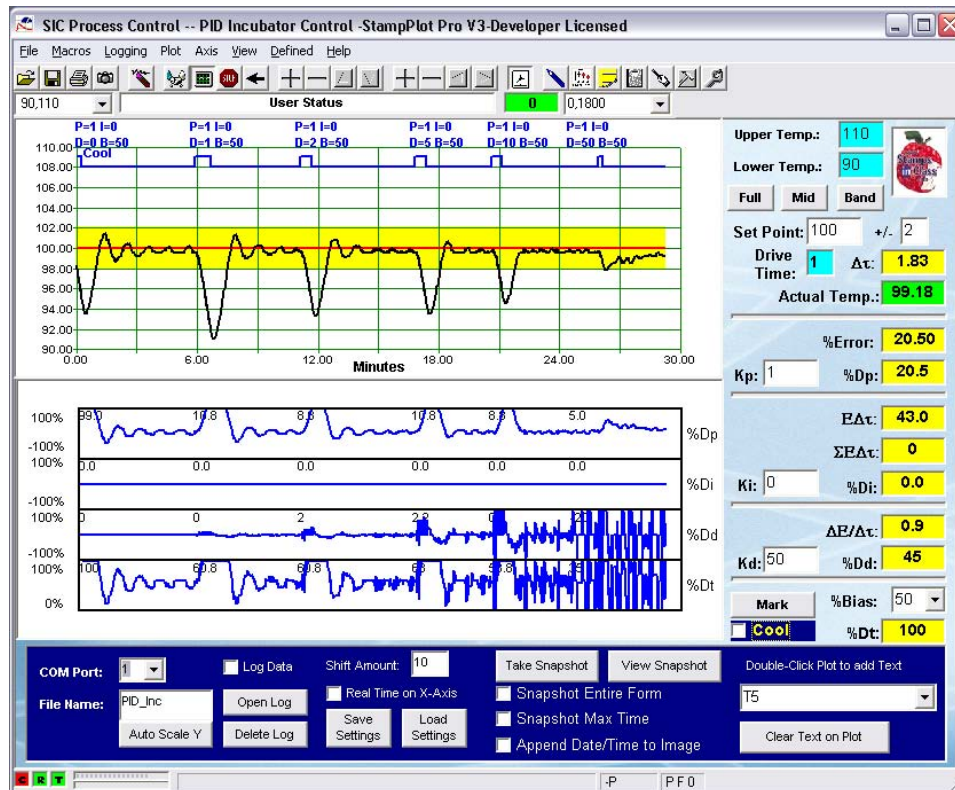 SIC Process Control -- PID Incubator Control -StampPlot Pro V3-Developer Licensed
File Macros Logging Plot Axis View Defined Help
STOP
90,110 User Status 0 0,1800
P=1 I=0 P=1 I=0 P=1 I=0 P=1 I=0 P=1 I=0 P=1 I=0
D=0 B=50 D=1 B=50 D=2 B=50 D=5 B=50 D=10 B=50 D=50 B=50
Cool
110.00
108.00
106.00
104.00
102.00
100.00
98.00
96.00
94.00
92.00
90.00
0.00 6.00 12.00 18.00 24.00 30.00
Minutes
100%
-100%
99.0 10.8 8.8 10.8 8.8 5.0
%Dp
100%
-100%
0.0 0.0 0.0 0.0 0.0 0.0
%Di
100%
-100%
0 0 2
%Dd
100%
0%
100 60.8
%Dt
Upper Temp.: 110
Lower Temp.: 90
Stamps in Class
Full Mid Band
Set Point: 100 +/- 2
Drive Time: 1 Δτ: 1.83
Actual Temp.: 99.18
%Error: 20.50
Kp: 1 %Dp: 20.5
EΔτ: 43.0
ΣEΔτ: 0
Ki: 0 %Di: 0.0
ΔE/Δτ: 0.9
Kd: 50 %Dd: 45
Mark %Bias: 50
Cool %Dt: 100
COM Port: 1 Log Data Shift Amount: 10 Take Snapshot View Snapshot Double-Click Plot to add Text
File Name: PID_Inc Open Log Real Time on X-Axis Snapshot Entire Form T5
Auto Scale Y Delete Log Save Settings Load Settings Snapshot Max Time
Append Date/Time to Image Clear Text on Plot
C R T -P P F 0